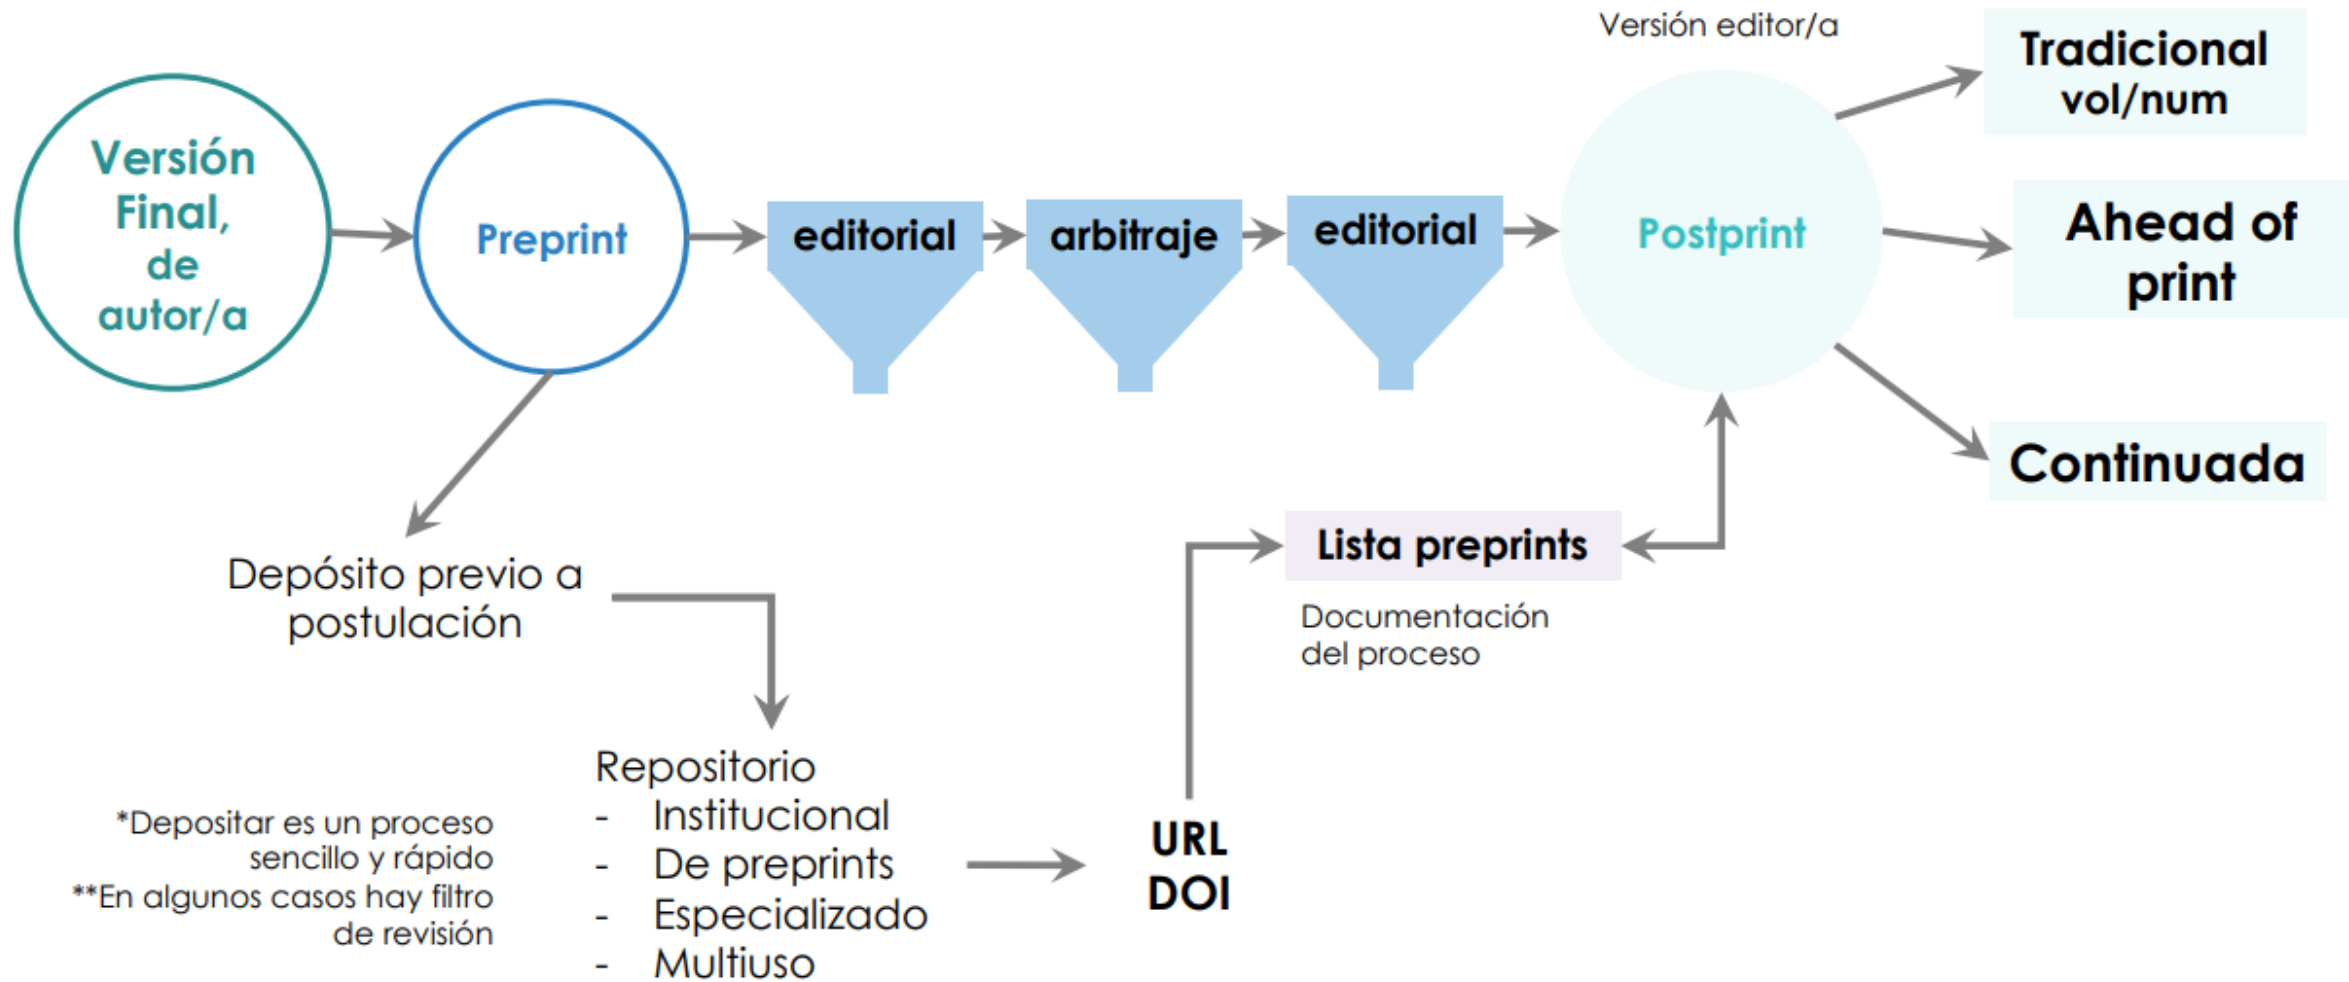 Versión
Final,
de
autor/a
Preprint
editorial
arbitraje
editorial
Versión editor/a
Postprint
Tradicional
vol/num
Ahead of
print
Continuada
Depósito previo a
postulación
Lista preprints
Documentación
del proceso
*Depositar es un proceso
sencillo y rápido
**En algunos casos hay filtro
de revisión
Repositorio
- Institucional
- De preprints
- Especializado
- Multiuso
URL
DOI